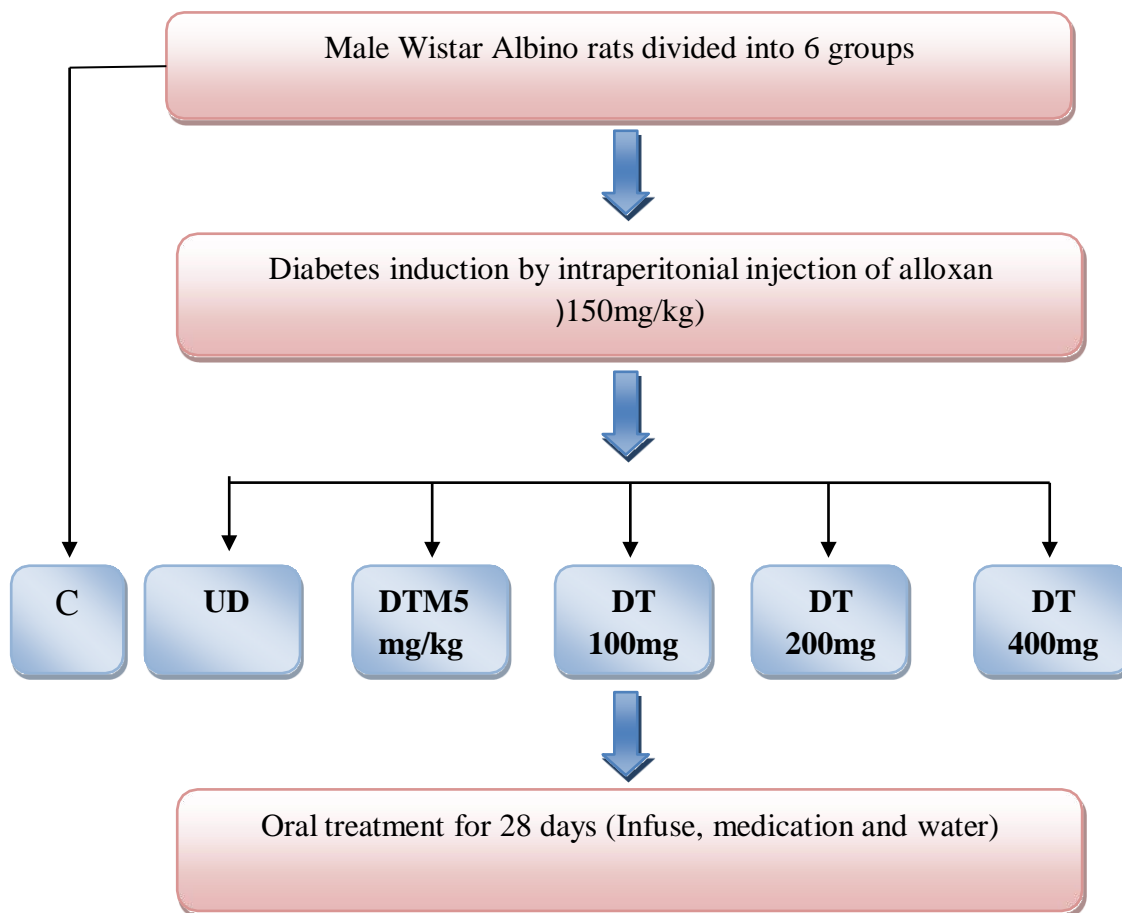 Male Wistar Albino rats divided into 6 groups
Diabetes induction by intraperitonial injection of alloxan
)150mg/kg)
C
UD
DTM5
mg/kg
DT
100mg
DT
200mg
DT
400mg
Oral treatment for 28 days (Infuse, medication and water)